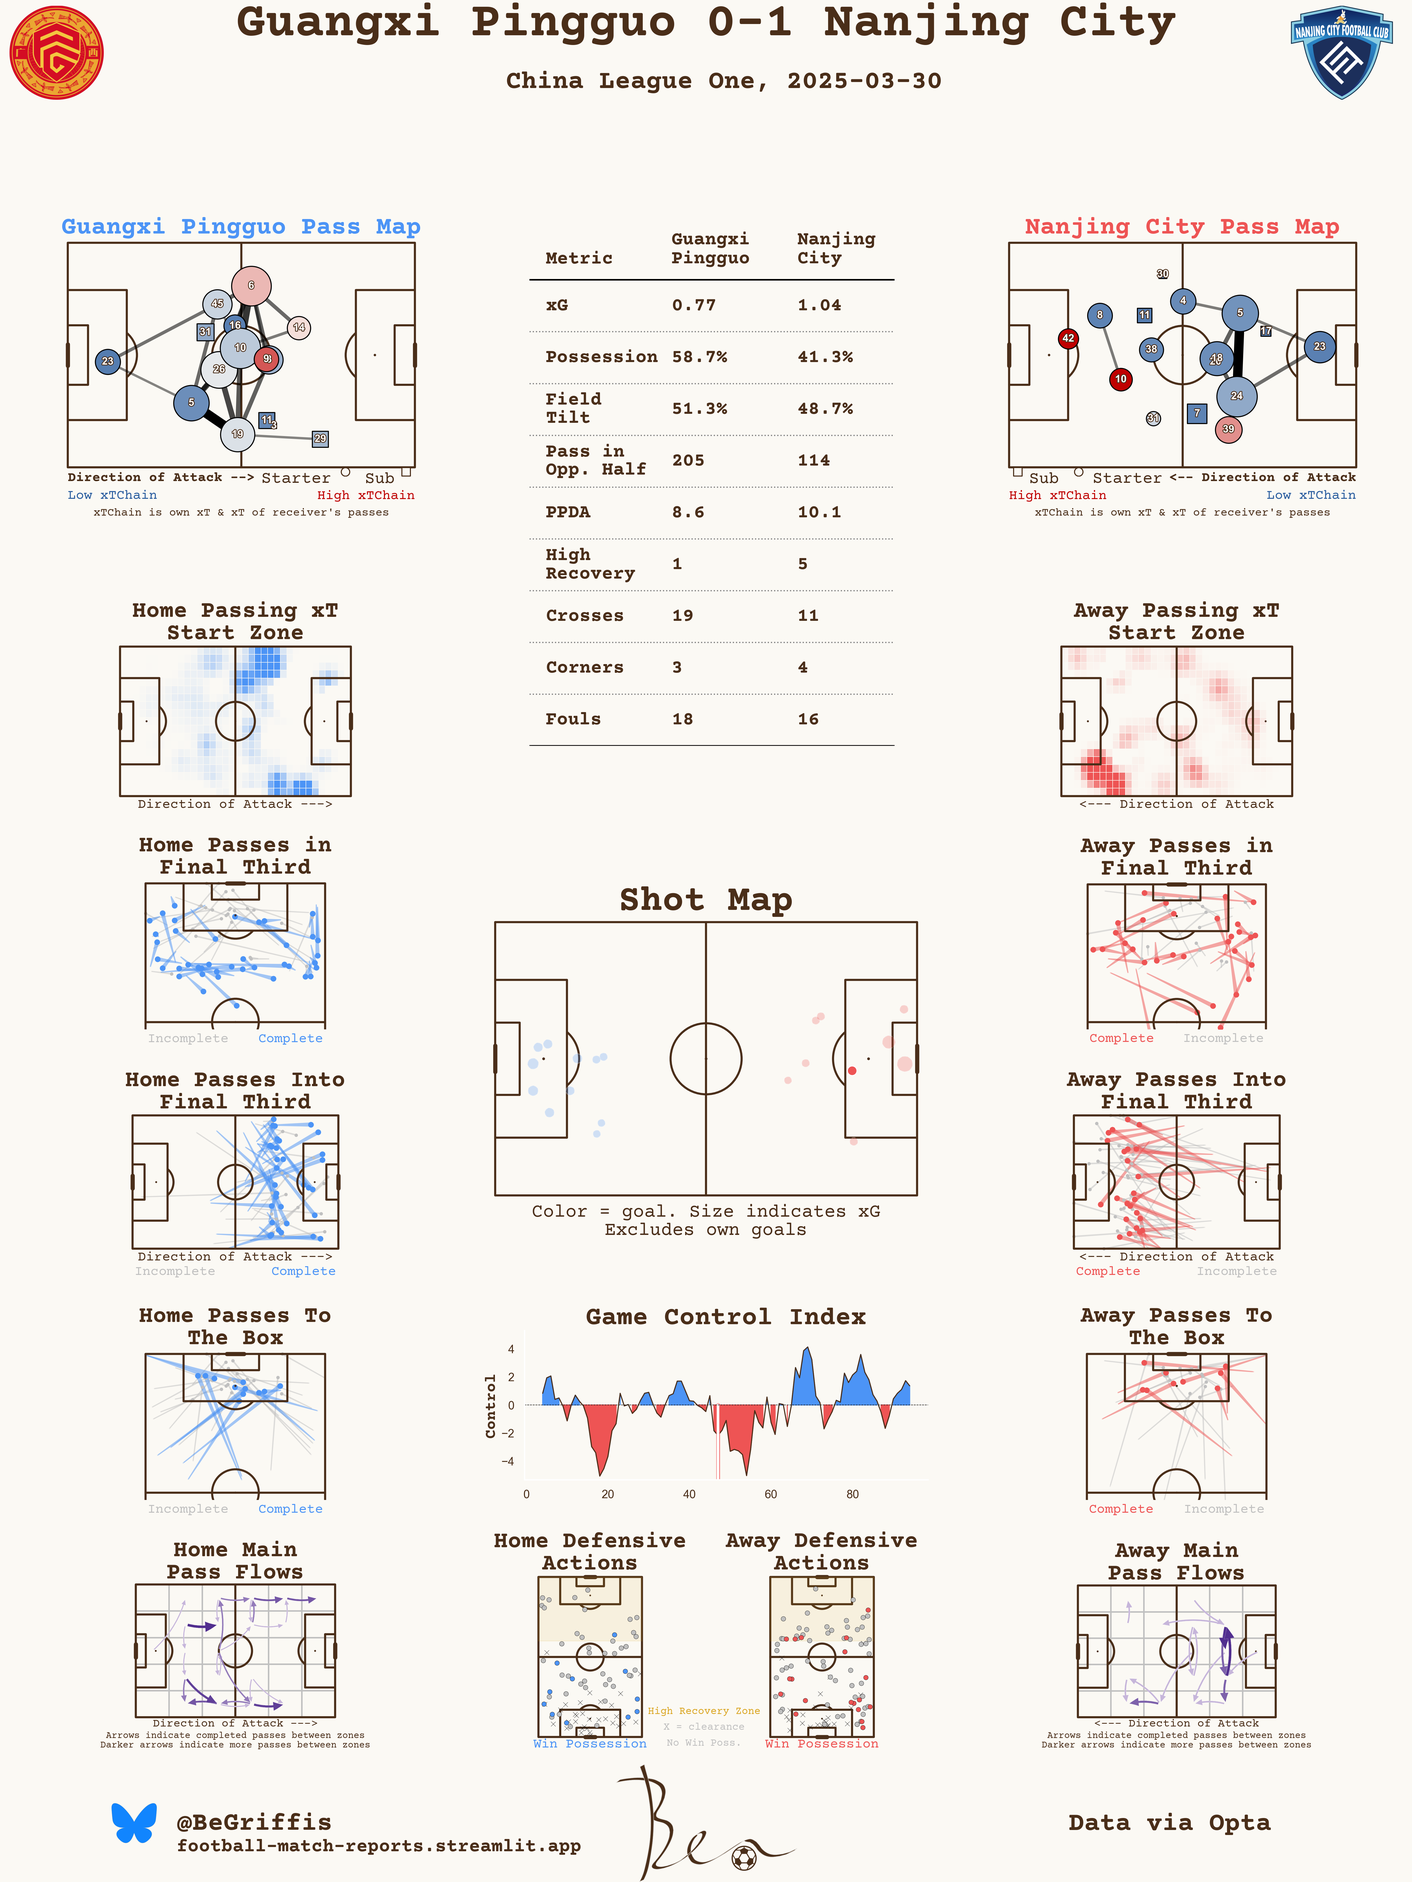 Guangxi Pingguo 0-1 Nanjing City
China League One, 2025-03-30
NANJING CITY FOOTBALL CLUB
广 西
Guangxi Pingguo Pass Map
6
45
14
31
16
10
9
23
26
5
11
19
29
Direction of Attack --> Starter Sub
Low xTChain High xTChain
xTChain is own xT & xT of receiver's passes
Metric Guangxi Pingguo Nanjing City
xG 0.77 1.04
Possession 58.7% 41.3%
Field Tilt 51.3% 48.7%
Pass in Opp. Half 205 114
PPDA 8.6 10.1
High Recovery 1 5
Crosses 19 11
Corners 3 4
Fouls 18 16
Nanjing City Pass Map
30
4
8
11
5
17
42
38
18
23
10
24
31
7
39
Sub Starter <-- Direction of Attack
High xTChain Low xTChain
xTChain is own xT & xT of receiver's passes
Home Passing xT
Start Zone
Direction of Attack --->
Away Passing xT
Start Zone
<--- Direction of Attack
Home Passes in
Final Third
Incomplete Complete
Away Passes in
Final Third
Complete Incomplete
Shot Map
Color = goal. Size indicates xG
Excludes own goals
Home Passes Into
Final Third
Direction of Attack --->
Incomplete Complete
Away Passes Into
Final Third
<--- Direction of Attack
Complete Incomplete
Home Passes To
The Box
Incomplete Complete
Game Control Index
Control
4
2
0
−2
−4
0 20 40 60 80
Away Passes To
The Box
Complete Incomplete
Home Main
Pass Flows
Direction of Attack --->
Arrows indicate completed passes between zones
Darker arrows indicate more passes between zones
Home Defensive
Actions
Win Possession
High Recovery Zone
X = clearance
No Win Poss.
Away Defensive
Actions
Win Possession
Away Main
Pass Flows
<--- Direction of Attack
Arrows indicate completed passes between zones
Darker arrows indicate more passes between zones
@BeGriffis
football-match-reports.streamlit.app
Ben
Data via Opta